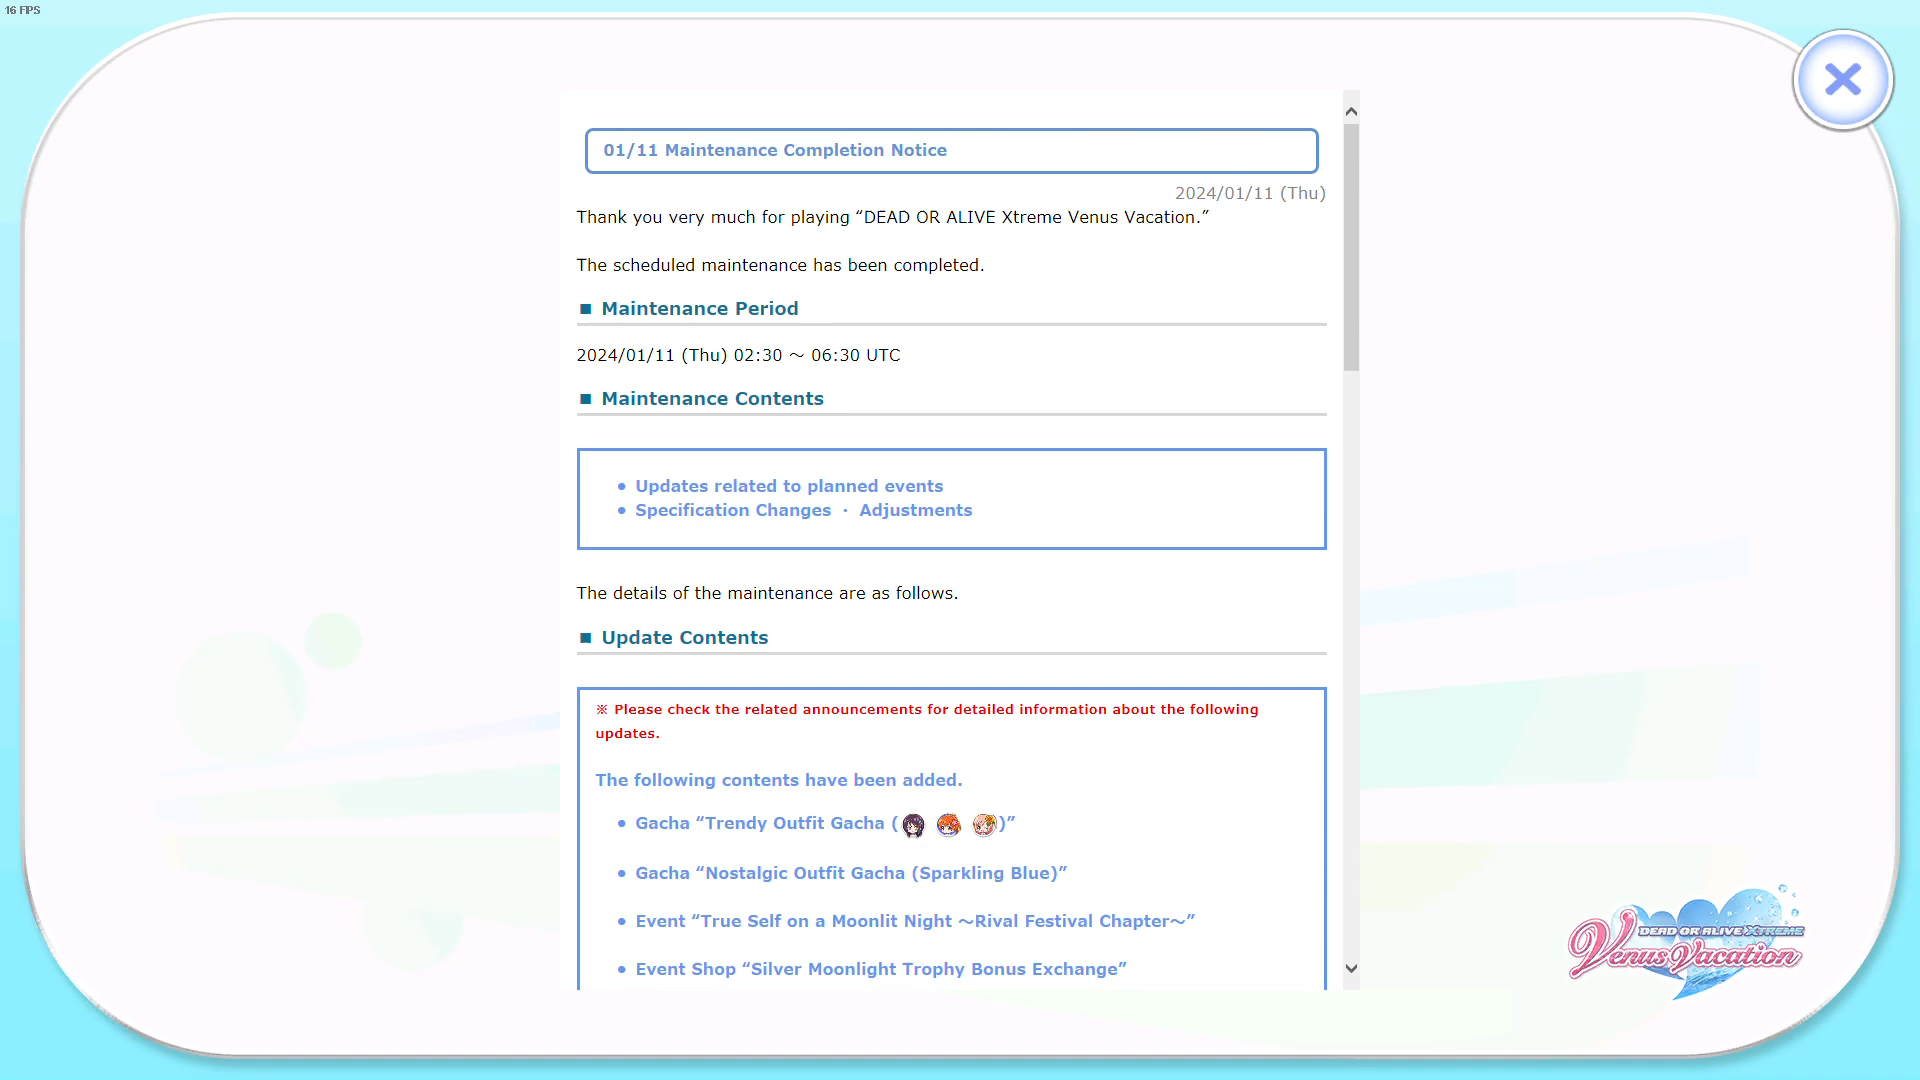 16 FPS
01/11 Maintenance Completion Notice
2024/01/11 (Thu)
Thank you very much for playing “DEAD OR ALIVE Xtreme Venus Vacation.”
The scheduled maintenance has been completed.
■ Maintenance Period
2024/01/11 (Thu) 02:30 ～ 06:30 UTC
■ Maintenance Contents
• Updates related to planned events
• Specification Changes ・ Adjustments
The details of the maintenance are as follows.
■ Update Contents
※ Please check the related announcements for detailed information about the following
updates.
The following contents have been added.
• Gacha “Trendy Outfit Gacha ( )”
• Gacha “Nostalgic Outfit Gacha (Sparkling Blue)”
• Event “True Self on a Moonlit Night ～Rival Festival Chapter～”
• Event Shop “Silver Moonlight Trophy Bonus Exchange”
DEAD OR ALIVE XTREME
Venus Vacation